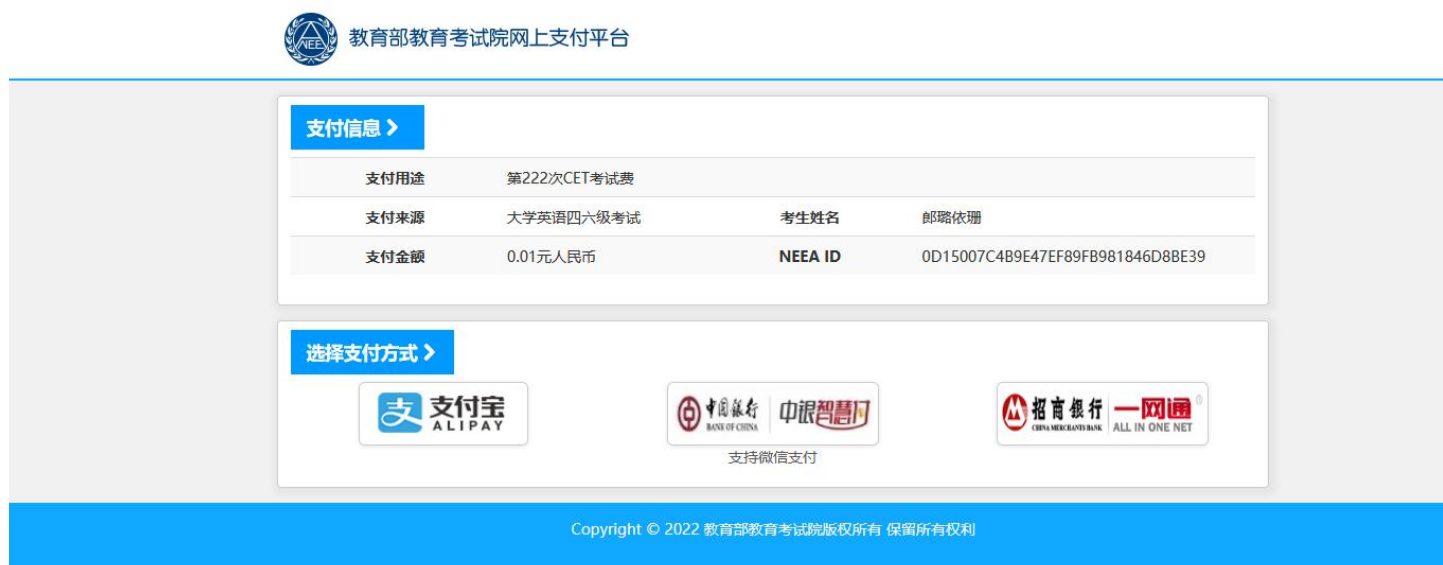 NEE
教育部教育考试院网上支付平台
支付信息
支付用途 第222次CET考试费
支付来源 大学英语四六级考试 考生姓名 郎璐依珊
支付金额 0.01元人民币 NEEA ID 0D15007C4B9E47EF89FB981846D8BE39
选择支付方式
支 支付宝 ALIPAY
中国银行 BANK OF CHINA 中银智慧付
招商银行 CHINA MERCHANTS BANK 一网通 ® ALL IN ONE NET
支持微信支付
Copyright © 2022 教育部教育考试院版权所有 保留所有权利